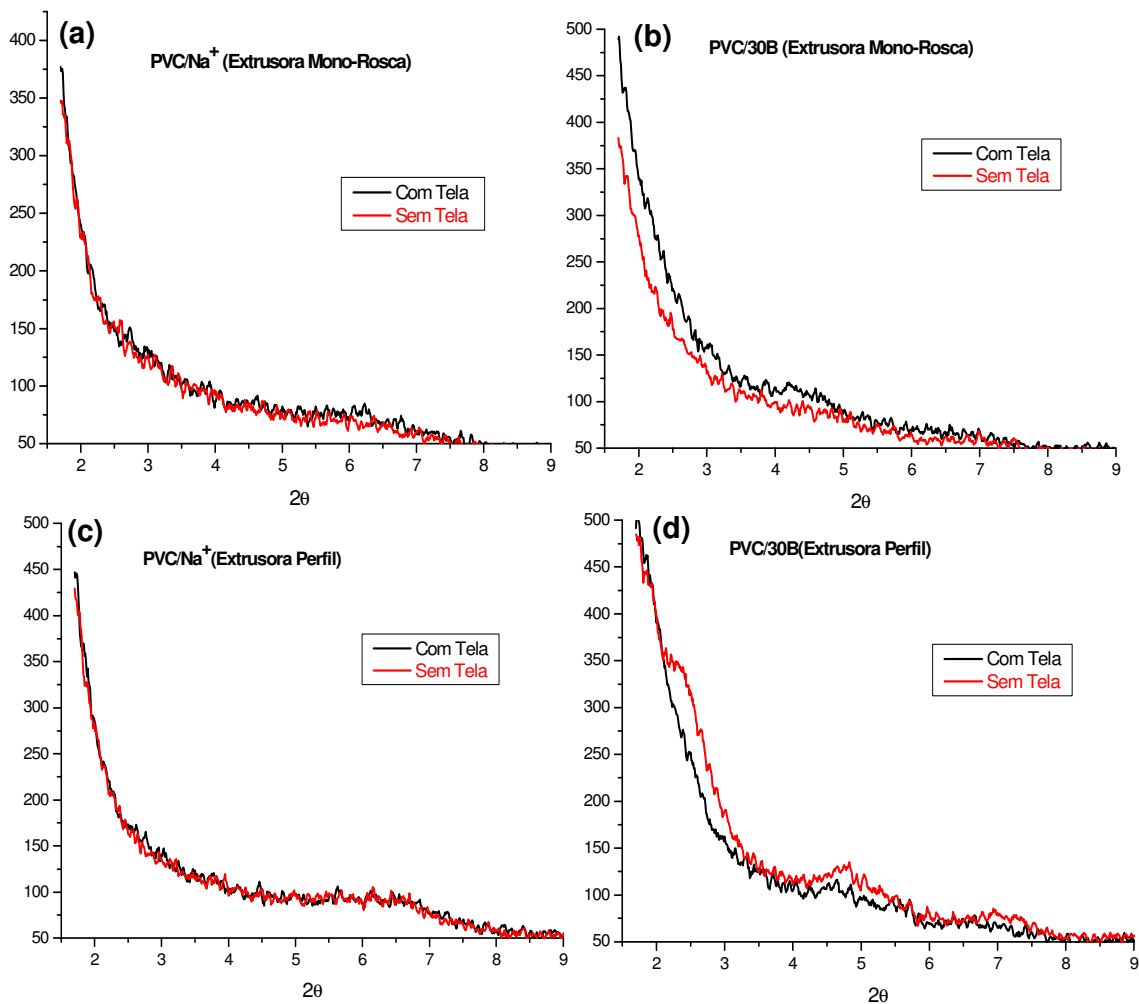 (a)
PVC/Na+ (Extrusora Mono-Rosca)
400
350
300
250
200
150
100
50
Com Tela
Sem Tela
2 3 4 5 6 7 8 9
2θ
(b)
PVC/30B (Extrusora Mono-Rosca)
500
450
400
350
300
250
200
150
100
50
Com Tela
Sem Tela
2 3 4 5 6 7 8 9
2θ
(c)
PVC/Na+(Extrusora Perfil)
500
450
400
350
300
250
200
150
100
50
Com Tela
Sem Tela
2 3 4 5 6 7 8 9
2θ
(d)
PVC/30B(Extrusora Perfil)
500
450
400
350
300
250
200
150
100
50
Com Tela
Sem Tela
2 3 4 5 6 7 8 9
2θ